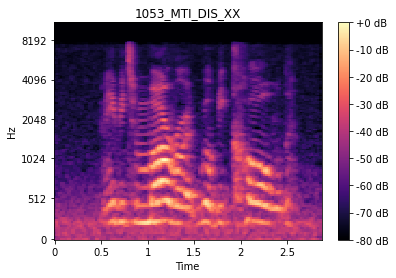 1053_MTI_DIS_XX
8192
4096
2048
1024
512
0
Hz
0
0.5
1
1.5
2
2.5
Time
+0 dB
-10 dB
-20 dB
-30 dB
-40 dB
-50 dB
-60 dB
-70 dB
-80 dB